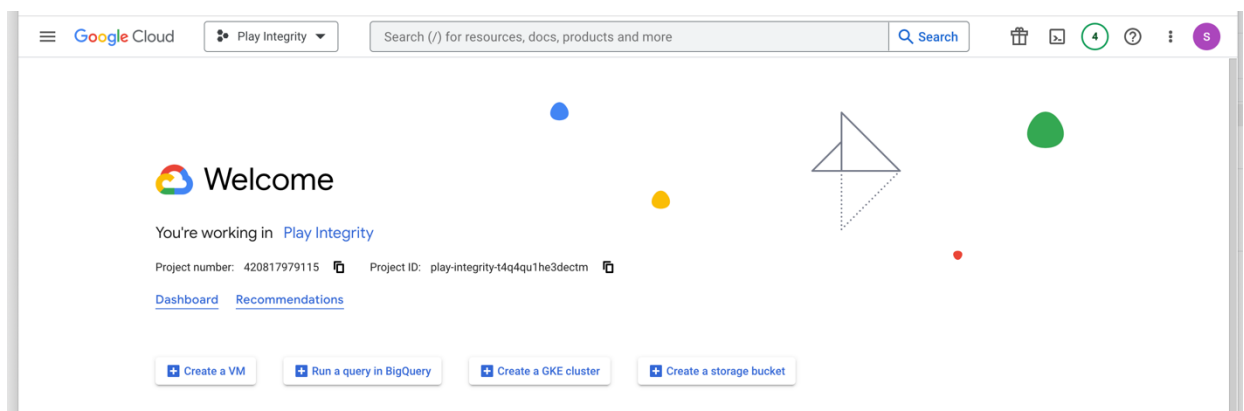 Google Cloud Play Integrity Search (/) for resources, docs, products and more Search 4 S
Welcome
You're working in Play Integrity
Project number: 420817979115 Project ID: play-integrity-t4q4qu1he3dectm
Dashboard Recommendations
Create a VM Run a query in BigQuery Create a GKE cluster Create a storage bucket